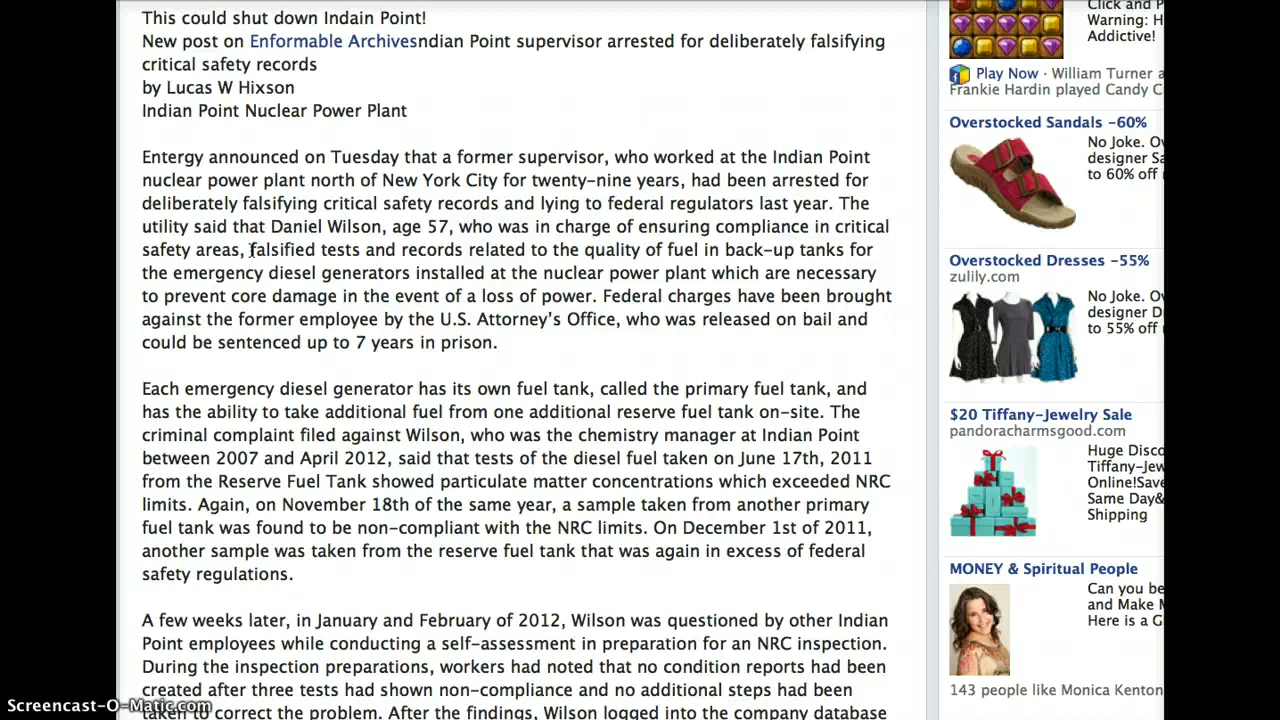 This could shut down Indain Point!
New post on Enformable Archivesndian Point supervisor arrested for deliberately falsifying
critical safety records
by Lucas W Hixson
Indian Point Nuclear Power Plant
Entergy announced on Tuesday that a former supervisor, who worked at the Indian Point
nuclear power plant north of New York City for twenty-nine years, had been arrested for
deliberately falsifying critical safety records and lying to federal regulators last year. The
utility said that Daniel Wilson, age 57, who was in charge of ensuring compliance in critical
safety areas, falsified tests and records related to the quality of fuel in back-up tanks for
the emergency diesel generators installed at the nuclear power plant which are necessary
to prevent core damage in the event of a loss of power. Federal charges have been brought
against the former employee by the U.S. Attorney's Office, who was released on bail and
could be sentenced up to 7 years in prison.
Each emergency diesel generator has its own fuel tank, called the primary fuel tank, and
has the ability to take additional fuel from one additional reserve fuel tank on-site. The
criminal complaint filed against Wilson, who was the chemistry manager at Indian Point
between 2007 and April 2012, said that tests of the diesel fuel taken on June 17th, 2011
from the Reserve Fuel Tank showed particulate matter concentrations which exceeded NRC
limits. Again, on November 18th of the same year, a sample taken from another primary
fuel tank was found to be non-compliant with the NRC limits. On December 1st of 2011,
another sample was taken from the reserve fuel tank that was again in excess of federal
safety regulations.
A few weeks later, in January and February of 2012, Wilson was questioned by other Indian
Point employees while conducting a self-assessment in preparation for an NRC inspection.
During the inspection preparations, workers had noted that no condition reports had been
created after three tests had shown non-compliance and no additional steps had been
taken to correct the problem. After the findings, Wilson logged into the company database
Click and P
Warning: H
Addictive!
Play Now · William Turner a
Frankie Hardin played Candy C
Overstocked Sandals -60%
No Joke. Ov
designer Sa
to 60% off
Overstocked Dresses -55%
zulily.com
No Joke. Ov
designer D
to 55% off
$20 Tiffany-Jewelry Sale
pandoracharmsgood.com
Huge Disco
Tiffany-Jew
Online!Save
Same Day&
Shipping
MONEY & Spiritual People
Can you be
and Make M
Here is a G
143 people like Monica Kenton
Screencast-O-Matic.com